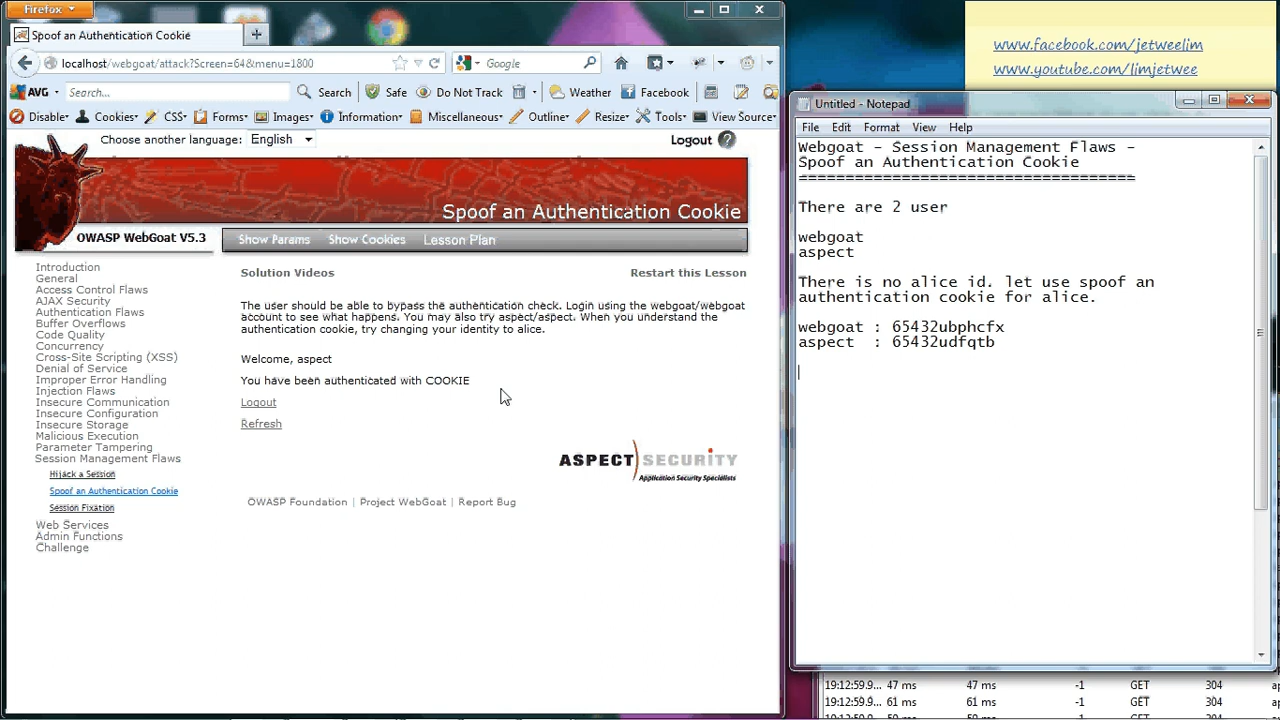 Firefox
Spoof an Authentication Cookie
localhost/webgoat/attack?Screen=64&menu=1800
Google
AVG Search... Search Safe Do Not Track Weather Facebook
Disable Cookies CSS Forms Images Information Miscellaneous Outline Resize Tools View Source
Choose another language: English Logout ?
Spoof an Authentication Cookie
OWASP WebGoat V5.3 Show Params Show Cookies Lesson Plan
Introduction
General
Access Control Flaws
AJAX Security
Authentication Flaws
Buffer Overflows
Code Quality
Concurrency
Cross-Site Scripting (XSS)
Denial of Service
Improper Error Handling
Injection Flaws
Insecure Communication
Insecure Configuration
Insecure Storage
Malicious Execution
Parameter Tampering
Session Management Flaws
Hijack a Session
Spoof an Authentication Cookie
Session Fixation
Web Services
Admin Functions
Challenge
Solution Videos Restart this Lesson
The user should be able to bypass the authentication check. Login using the webgoat/webgoat
account to see what happens. You may also try aspect/aspect. When you understand the
authentication cookie, try changing your identity to alice.
Welcome, aspect
You have been authenticated with COOKIE
Logout
Refresh
ASPECT SECURITY
Application Security Specialists
OWASP Foundation | Project WebGoat | Report Bug
www.facebook.com/jetweelim
www.youtube.com/limjetwee
Untitled - Notepad
File Edit Format View Help
Webgoat - Session Management Flaws -
Spoof an Authentication Cookie
====================================
There are 2 user
webgoat
aspect
There is no alice id. let use spoof an
authentication cookie for alice.
webgoat : 65432ubphcfx
aspect : 65432udfqtb
19:12:59.9... 47 ms 47 ms -1 GET 304
19:12:59.9... 61 ms 61 ms -1 GET 304